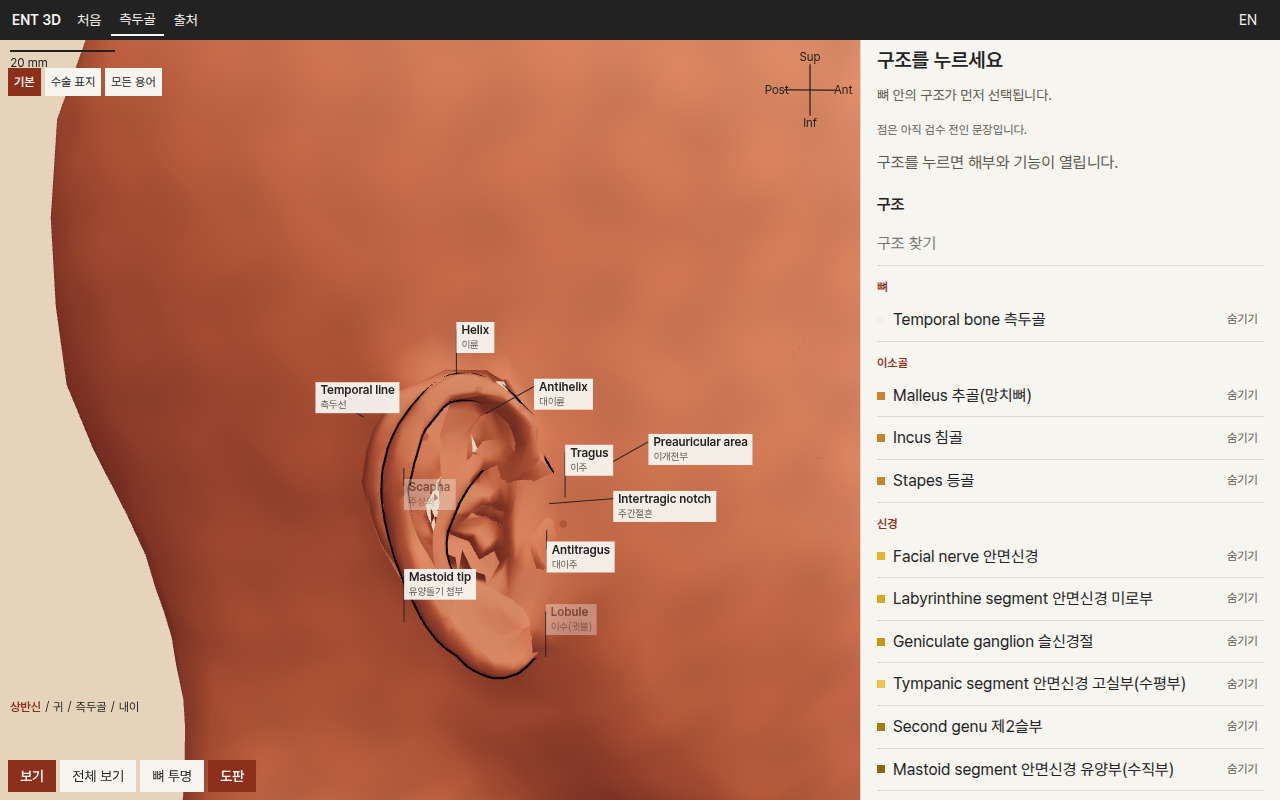 ENT 3D 처음 측두골 출처 EN
20 mm
기본 수술 표지 모든 용어
Sup
Post Ant
Inf
Helix
이륜
Temporal line
측두선
Antihelix
대이륜
Tragus
이주
Preauricular area
이개전부
Scapha
Intertragic notch
주간절흔
Antitragus
대이주
Mastoid tip
유양돌기 첨부
Lobule
이수(귓볼)
상반신 / 귀 / 측두골 / 내이
보기 전체 보기 뼈 투명 도판
구조를 누르세요
뼈 안의 구조가 먼저 선택됩니다.
점은 아직 검수 전인 문장입니다.
구조를 누르면 해부와 기능이 열립니다.
구조
구조 찾기
뼈
Temporal bone 측두골 숨기기
이소골
Malleus 추골(망치뼈) 숨기기
Incus 침골 숨기기
Stapes 등골 숨기기
신경
Facial nerve 안면신경 숨기기
Labyrinthine segment 안면신경 미로부 숨기기
Geniculate ganglion 슬신경절 숨기기
Tympanic segment 안면신경 고실부(수평부) 숨기기
Second genu 제2슬부 숨기기
Mastoid segment 안면신경 유양부(수직부) 숨기기